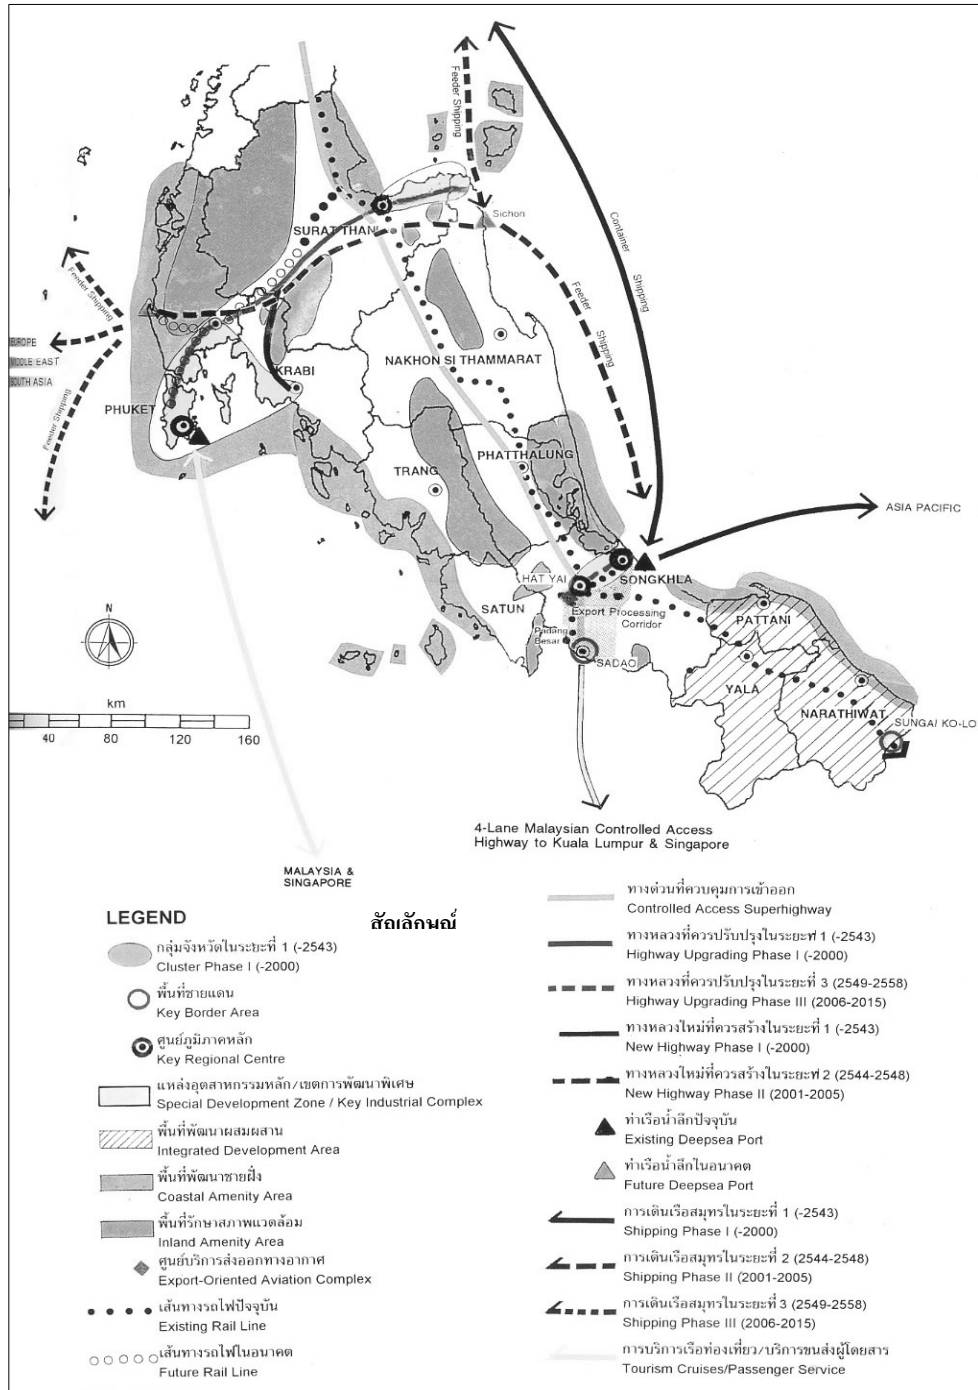 Feeder Shipping
Container Shipping
Sichon
SURAT THANI
Feeder Shipping
Feeder Shipping
EUROPE
MIDDLE EAST
SOUTH ASIA
NAKHON SI THAMMARAT
KRABI
PHUKET
Feeder Shipping
PHATTHALUNG
TRANG
ASIA PACIFIC
HAT YAI
SONGKHLA
SATUN
Export Processing
Corridor
PATTANI
Padang
Besar
SADAO
YALA
N
NARATHIWAT
SUNGAI KO-LO
km
40 80 120 160
4-Lane Malaysian Controlled Access
Highway to Kuala Lumpur & Singapore
MALAYSIA &
SINGAPORE
LEGEND
สัญลักษณ์
กลุ่มจังหวัดในระยะที่ 1 (-2543)
Cluster Phase I (-2000)
พื้นที่ชายแดน
Key Border Area
ศูนย์ภูมิภาคหลัก
Key Regional Centre
แหล่งอุตสาหกรรมหลัก/เขตการพัฒนาพิเศษ
Special Development Zone / Key Industrial Complex
พื้นที่พัฒนาผสมผสาน
Integrated Development Area
พื้นที่พัฒนาชายฝั่ง
Coastal Amenity Area
พื้นที่รักษาสภาพแวดล้อม
Inland Amenity Area
ศูนย์บริการส่งออกทางอากาศ
Export-Oriented Aviation Complex
เส้นทางรถไฟปัจจุบัน
Existing Rail Line
เส้นทางรถไฟในอนาคต
Future Rail Line
ทางด่วนที่ควบคุมการเข้าออก
Controlled Access Superhighway
ทางหลวงที่ควรปรับปรุงในระยะที่ 1 (-2543)
Highway Upgrading Phase I (-2000)
ทางหลวงที่ควรปรับปรุงในระยะที่ 3 (2549-2558)
Highway Upgrading Phase III (2006-2015)
ทางหลวงใหม่ที่ควรสร้างในระยะที่ 1 (-2543)
New Highway Phase I (-2000)
ทางหลวงใหม่ที่ควรสร้างในระยะที่ 2 (2544-2548)
New Highway Phase II (2001-2005)
ท่าเรือน้ำลึกปัจจุบัน
Existing Deepsea Port
ท่าเรือน้ำลึกในอนาคต
Future Deepsea Port
การเดินเรือสมุทรในระยะที่ 1 (-2543)
Shipping Phase I (-2000)
การเดินเรือสมุทรในระยะที่ 2 (2544-2548)
Shipping Phase II (2001-2005)
การเดินเรือสมุทรในระยะที่ 3 (2549-2558)
Shipping Phase III (2006-2015)
การบริการเรือท่องเที่ยว/บริการขนส่งผู้โดยสาร
Tourism Cruises/Passenger Service